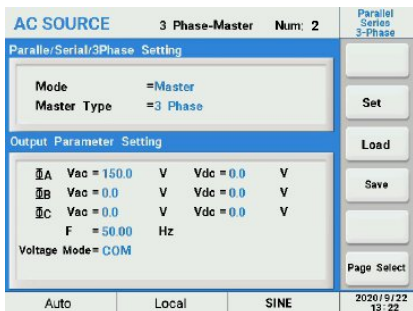 AC SOURCE 3 Phase-Master Num: 2
Parallel
Series
3-Phase
Paralle/Serial/3Phase Setting
Mode =Master
Master Type =3 Phase
Set
Output Parameter Setting
Load
ΦA Vac = 150.0 V Vdc = 0.0 V
Save
ΦB Vac = 0.0 V Vdc = 0.0 V
ΦC Vac = 0.0 V Vdc = 0.0 V
F = 50.00 Hz
Voltage Mode= COM
Page Select
Auto Local SINE 2020/9/22
13:22